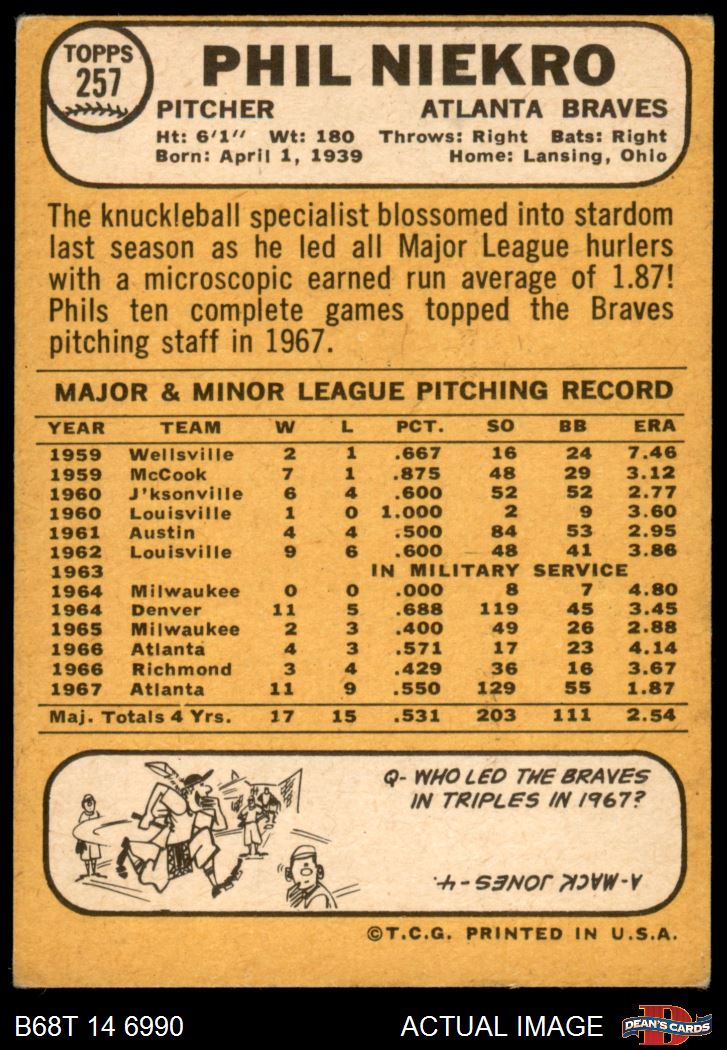 TOPPS
257
PHIL NIEKRO
PITCHER ATLANTA BRAVES
Ht: 6'1" Wt: 180 Throws: Right Bats: Right
Born: April 1, 1939 Home: Lansing, Ohio
The knuckleball specialist blossomed into stardom
last season as he led all Major League hurlers
with a microscopic earned run average of 1.87!
Phils ten complete games topped the Braves
pitching staff in 1967.
MAJOR & MINOR LEAGUE PITCHING RECORD
YEAR TEAM W L PCT. SO BB ERA
1959 Wellsville 2 1 .667 16 24 7.46
1959 McCook 7 1 .875 48 29 3.12
1960 J'ksonville 6 4 .600 52 52 2.77
1960 Louisville 1 0 1.000 2 9 3.60
1961 Austin 4 4 .500 84 53 2.95
1962 Louisville 9 6 .600 48 41 3.86
1963 IN MILITARY SERVICE
1964 Milwaukee 0 0 .000 8 7 4.80
1964 Denver 11 5 .688 119 45 3.45
1965 Milwaukee 2 3 .400 49 26 2.88
1966 Atlanta 4 3 .571 17 23 4.14
1966 Richmond 3 4 .429 36 16 3.67
1967 Atlanta 11 9 .550 129 55 1.87
Maj. Totals 4 Yrs. 17 15 .531 203 111 2.54
Q- WHO LED THE BRAVES
IN TRIPLES IN 1967?
A-MACK JONES-4.
©T.C.G. PRINTED IN U.S.A.
B68T 14 6990 ACTUAL IMAGE
D
DEAN'S CARDS